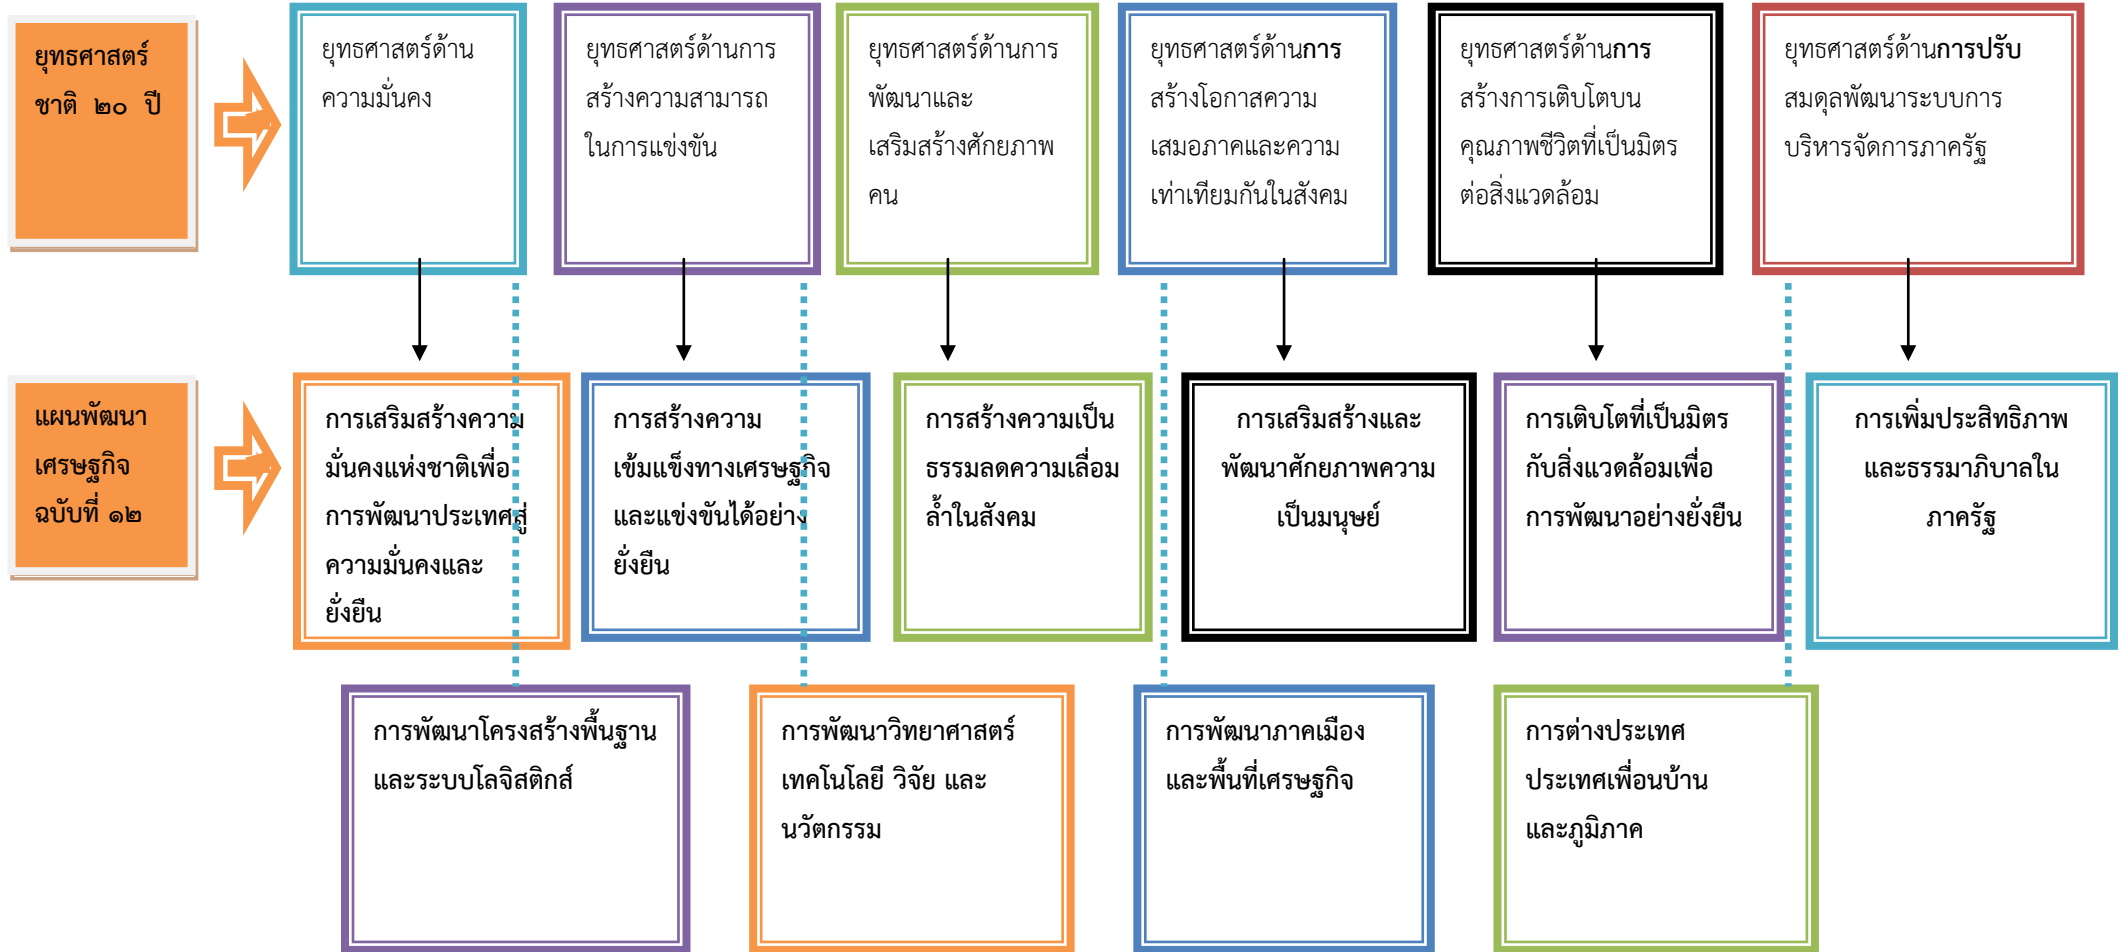 ยุทธศาสตร์
ชาติ ๒๐ ปี
ยุทธศาสตร์ด้าน
ความมั่นคง
ยุทธศาสตร์ด้านการ
สร้างความสามารถ
ในการแข่งขัน
ยุทธศาสตร์ด้านการ
พัฒนาและ
เสริมสร้างศักยภาพ
คน
ยุทธศาสตร์ด้านการ
สร้างโอกาสความ
เสมอภาคและความ
เท่าเทียมกันในสังคม
ยุทธศาสตร์ด้านการ
สร้างการเติบโตบน
คุณภาพชีวิตที่เป็นมิตร
ต่อสิ่งแวดล้อม
ยุทธศาสตร์ด้านการปรับ
สมดุลพัฒนาระบบการ
บริหารจัดการภาครัฐ
แผนพัฒนา
เศรษฐกิจ
ฉบับที่ ๑๒
การเสริมสร้างความ
มั่นคงแห่งชาติเพื่อ
การพัฒนาประเทศสู่
ความมั่นคงและ
ยั่งยืน
การสร้างความ
เข้มแข็งทางเศรษฐกิจ
และแข่งขันได้อย่าง
ยั่งยืน
การสร้างความเป็น
ธรรมลดความเลื่อม
ล้ำในสังคม
การเสริมสร้างและ
พัฒนาศักยภาพความ
เป็นมนุษย์
การเติบโตที่เป็นมิตร
กับสิ่งแวดล้อมเพื่อ
การพัฒนาอย่างยั่งยืน
การเพิ่มประสิทธิภาพ
และธรรมาภิบาลใน
ภาครัฐ
การพัฒนาโครงสร้างพื้นฐาน
และระบบโลจิสติกส์
การพัฒนาวิทยาศาสตร์
เทคโนโลยี วิจัย และ
นวัตกรรม
การพัฒนาภาคเมือง
และพื้นที่เศรษฐกิจ
การต่างประเทศ
ประเทศเพื่อนบ้าน
และภูมิภาค